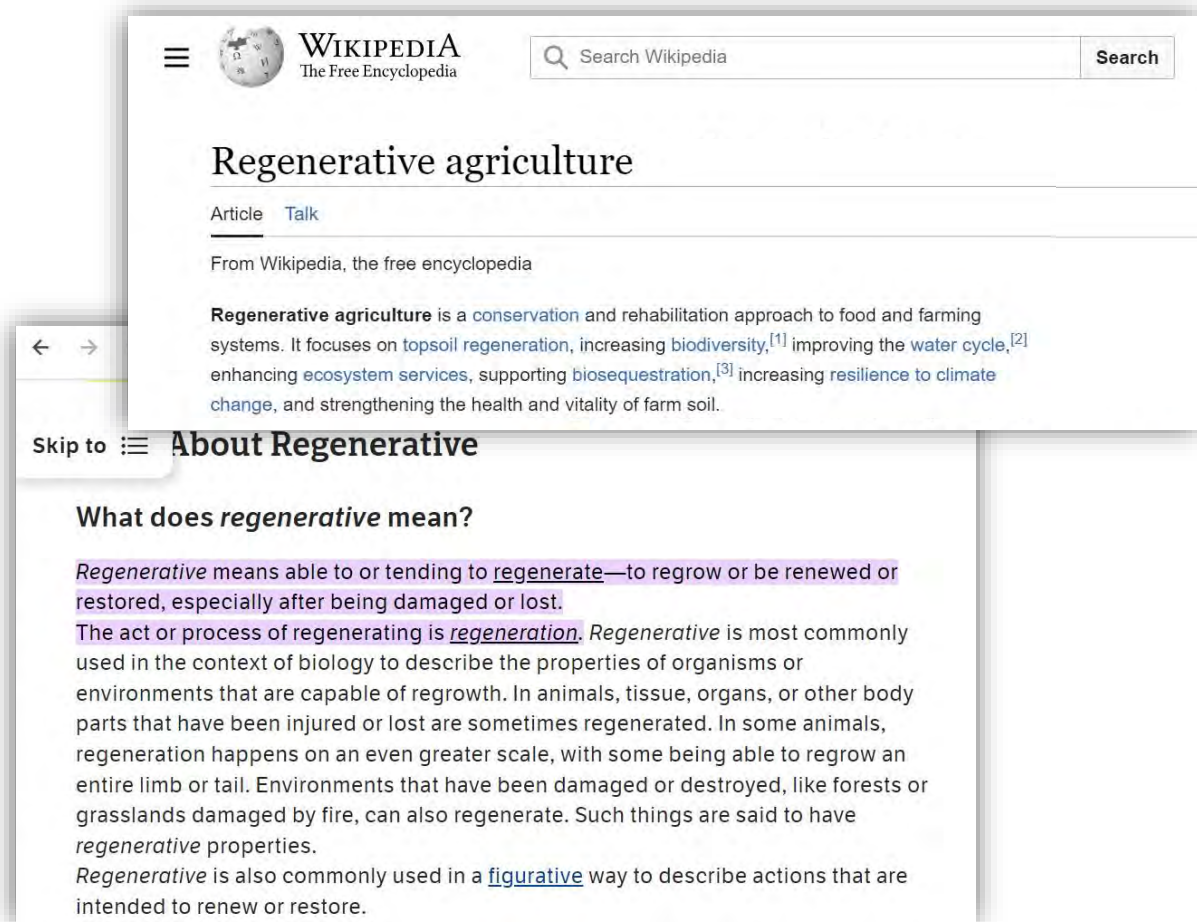 WIKIPEDIA
The Free Encyclopedia
Search Wikipedia
Search
Regenerative agriculture
Article Talk
From Wikipedia, the free encyclopedia
Regenerative agriculture is a conservation and rehabilitation approach to food and farming
systems. It focuses on topsoil regeneration, increasing biodiversity,[1] improving the water cycle,[2]
enhancing ecosystem services, supporting biosequestration,[3] increasing resilience to climate
change, and strengthening the health and vitality of farm soil.
Skip to
About Regenerative
What does regenerative mean?
Regenerative means able to or tending to regenerate—to regrow or be renewed or
restored, especially after being damaged or lost.
The act or process of regenerating is regeneration. Regenerative is most commonly
used in the context of biology to describe the properties of organisms or
environments that are capable of regrowth. In animals, tissue, organs, or other body
parts that have been injured or lost are sometimes regenerated. In some animals,
regeneration happens on an even greater scale, with some being able to regrow an
entire limb or tail. Environments that have been damaged or destroyed, like forests or
grasslands damaged by fire, can also regenerate. Such things are said to have
regenerative properties.
Regenerative is also commonly used in a figurative way to describe actions that are
intended to renew or restore.